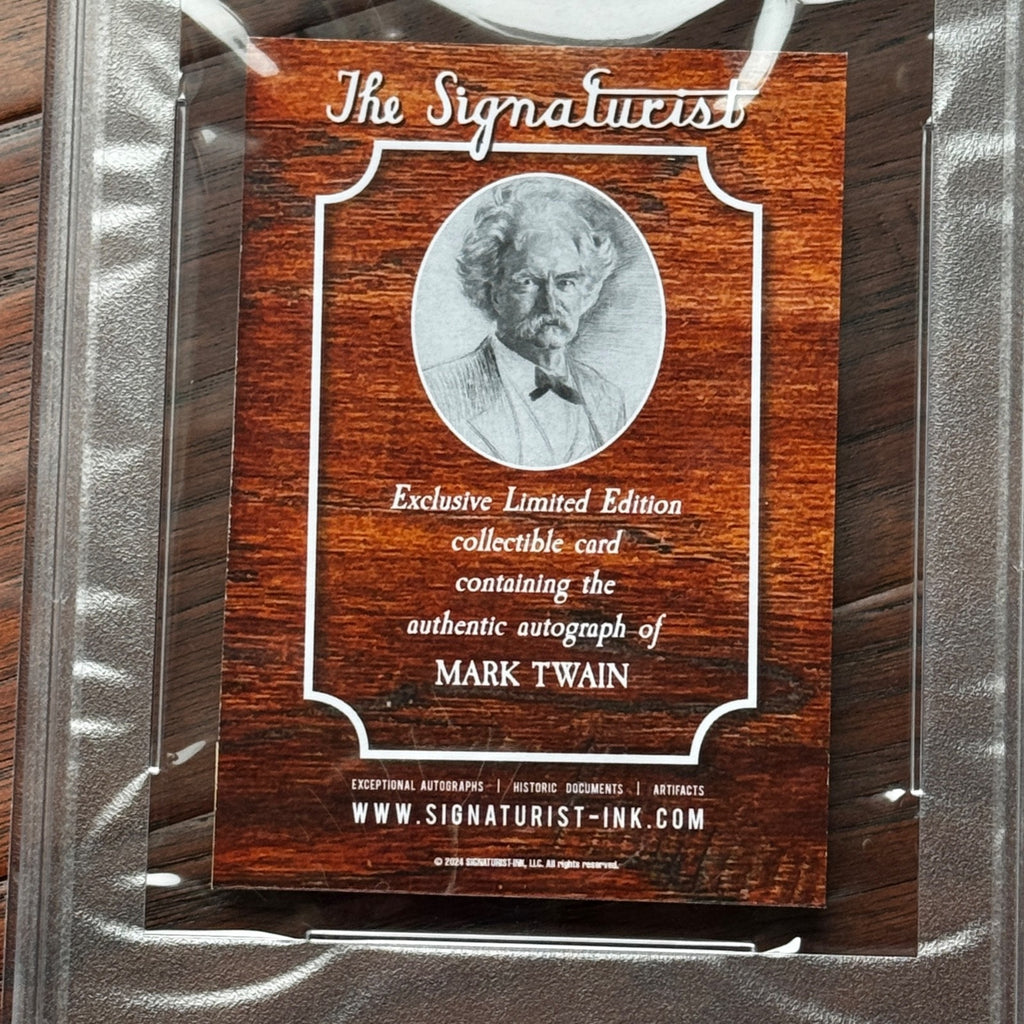 The Signaturist
Exclusive Limited Edition
collectible card
containing the
authentic autograph of
MARK TWAIN
EXCEPTIONAL AUTOGRAPHS | HISTORIC DOCUMENTS | ARTIFACTS
WWW.SIGNATURIST-INK.COM
© 2024 SIGNATURIST-INK, LLC. All rights reserved.